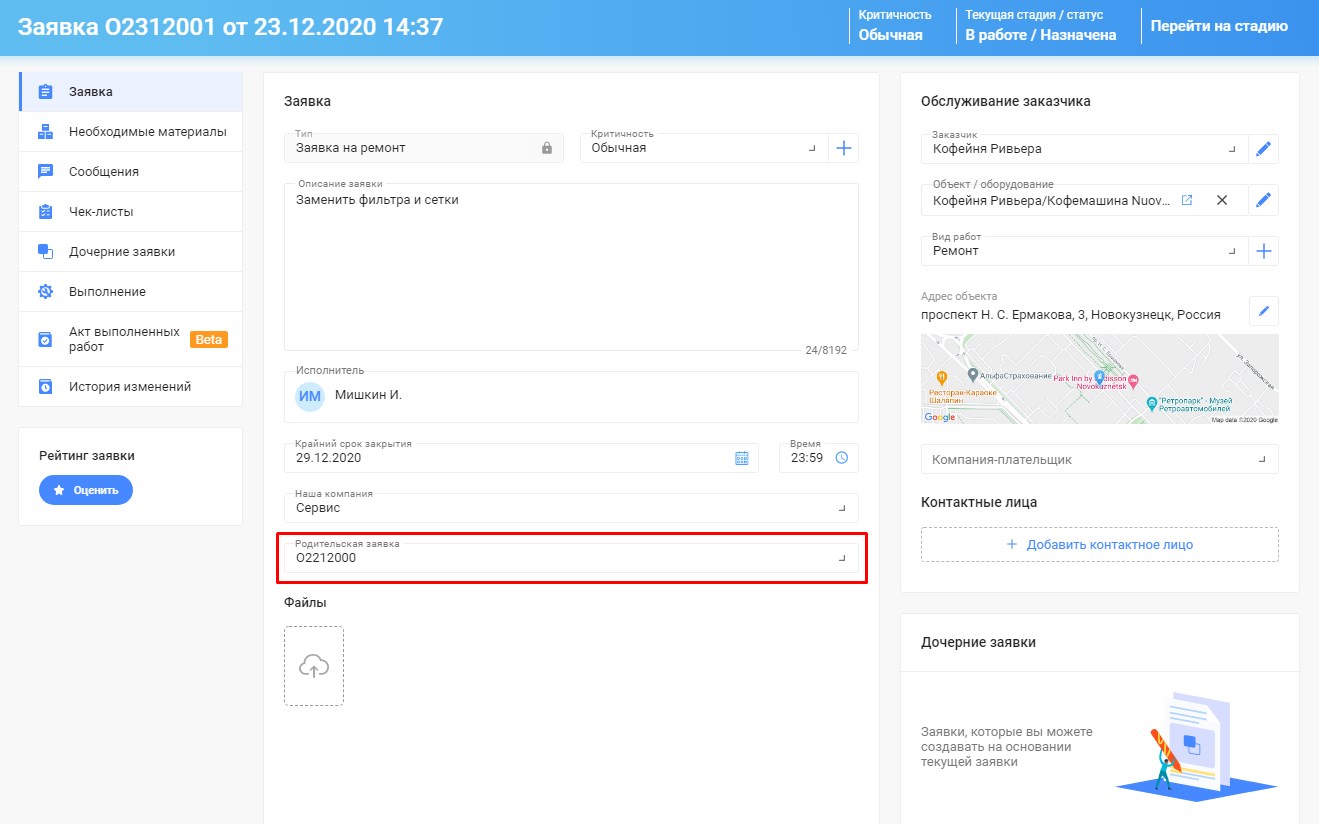 Заявка О2312001 от 23.12.2020 14:37
Критичность
Обычная
Текущая стадия / статус
В работе / Назначена
Перейти на стадию
Заявка
Необходимые материалы
Сообщения
Чек-листы
Дочерние заявки
Выполнение
Акт выполненных
работ
Beta
История изменений
Рейтинг заявки
Оценить
Заявка
Тип
Заявка на ремонт
Критичность
Обычная
Описание заявки
Заменить фильтра и сетки
24/8192
Исполнитель
ИМ
Мишкин И.
Крайний срок закрытия
29.12.2020
Время
23:59
Наша компания
Сервис
Родительская заявка
О2212000
Файлы
Обслуживание заказчика
Заказчик
Кофейня Ривьера
Объект / оборудование
Кофейня Ривьера/Кофемашина Nuov...
Вид работ
Ремонт
Адрес объекта
проспект Н. С. Ермакова, 3, Новокузнецк, Россия
АльфаСтрахование
Park Inn by
Novokuznetsk
Ресторан-Караоке
Шаляпин
"Ретропарк" - Музей
Ретроавтомобилей
ул. Запорожская
Google
Map data ©2020 Google
Компания-плательщик
Контактные лица
Добавить контактное лицо
Дочерние заявки
Заявки, которые вы можете
создавать на основании
текущей заявки